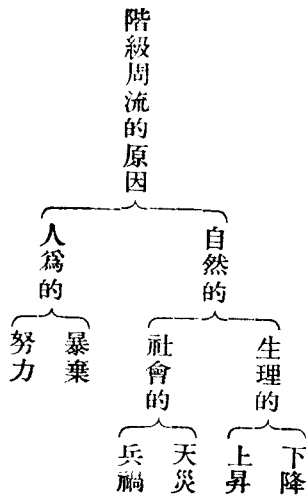 階級周流的原因
自然的
生理的
下降
上昇
社會的
天災
兵禍
人爲的
暴棄
努力